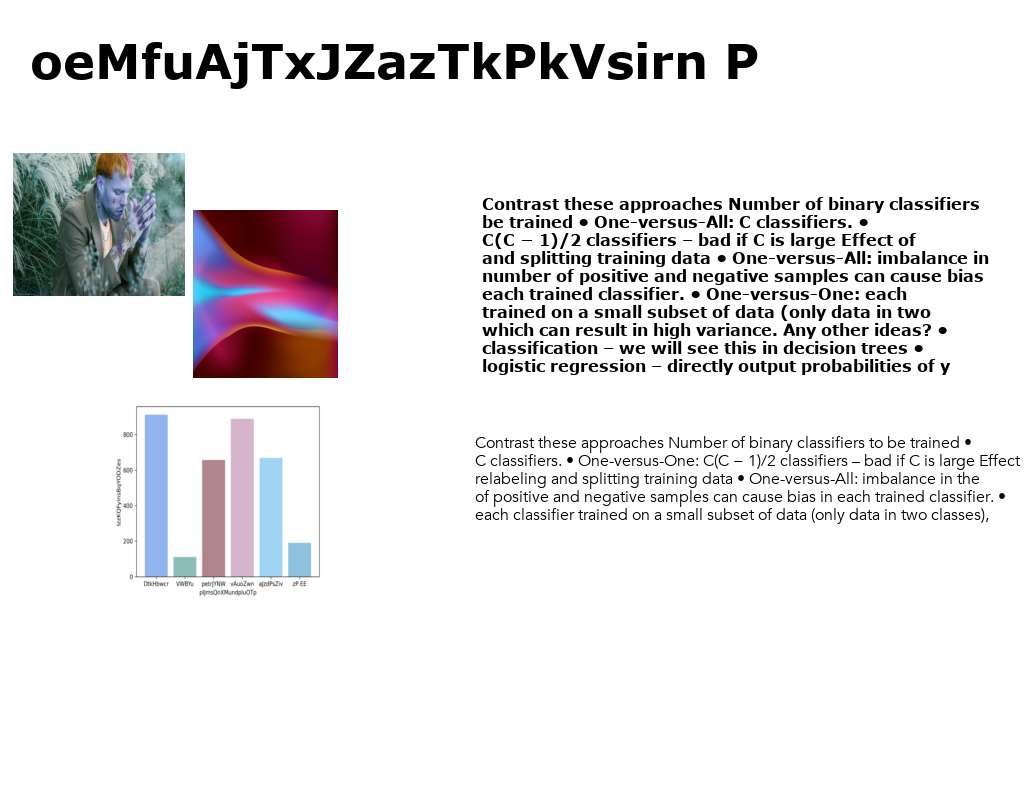 oeMfuAjTxJZazTkPkVsirn P
Contrast these approaches Number of binary classifiers
be trained ● One-versus-All: C classifiers. ●
C(C − 1)/2 classifiers – bad if C is large Effect of
and splitting training data ● One-versus-All: imbalance in
number of positive and negative samples can cause bias
each trained classifier. ● One-versus-One: each
trained on a small subset of data (only data in two
which can result in high variance. Any other ideas? ●
classification – we will see this in decision trees ●
logistic regression – directly output probabilities of y
800
600
400
200
0
DtkHbwcr VWBYu petrJYNW vAuoZwn aJzdPsZiv zP EE
Contrast these approaches Number of binary classifiers to be trained •
C classifiers. • One-versus-One: C(C − 1)/2 classifiers – bad if C is large Effect
relabeling and splitting training data • One-versus-All: imbalance in the
of positive and negative samples can cause bias in each trained classifier. •
each classifier trained on a small subset of data (only data in two classes),